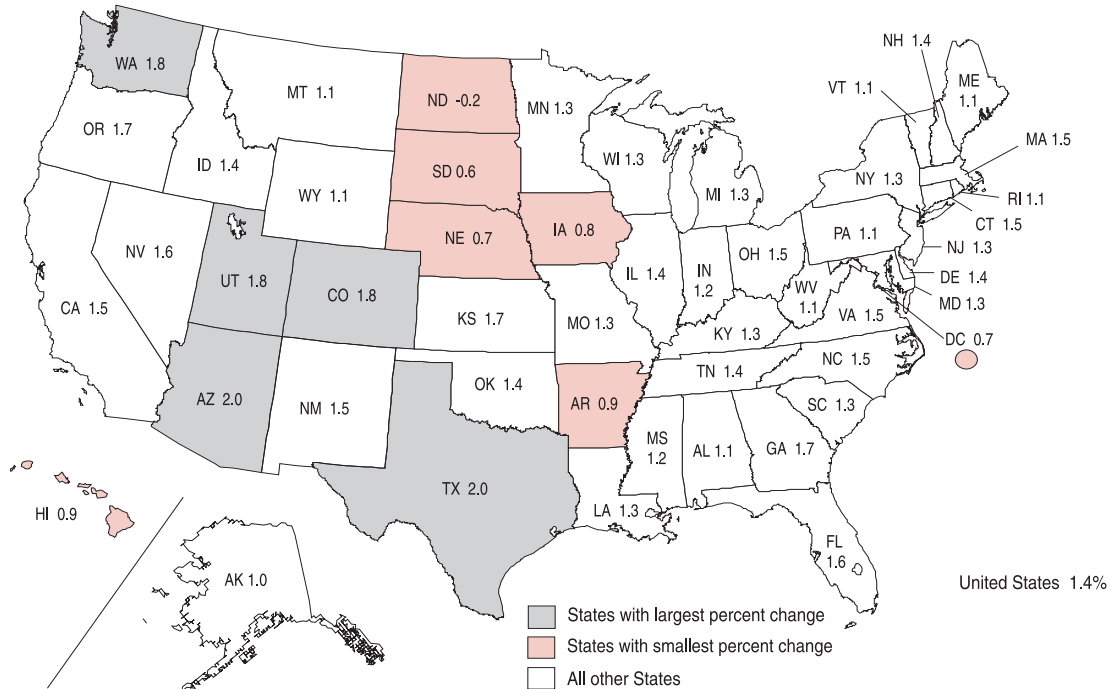 WA 1.8
OR 1.7
CA 1.5
NV 1.6
ID 1.4
MT 1.1
WY 1.1
UT 1.8
CO 1.8
AZ 2.0
NM 1.5
ND -0.2
SD 0.6
NE 0.7
KS 1.7
OK 1.4
TX 2.0
MN 1.3
IA 0.8
MO 1.3
AR 0.9
LA 1.3
WI 1.3
IL 1.4
MI 1.3
IN
1.2
OH 1.5
KY 1.3
TN 1.4
MS
1.2
AL 1.1
GA 1.7
FL
1.6
SC 1.3
NC 1.5
VA 1.5
WV
1.1
PA 1.1
NY 1.3
VT 1.1
NH 1.4
ME
1.1
MA 1.5
RI 1.1
CT 1.5
NJ 1.3
DE 1.4
MD 1.3
DC 0.7
HI 0.9
AK 1.0
United States 1.4%
States with largest percent change
States with smallest percent change
All other States